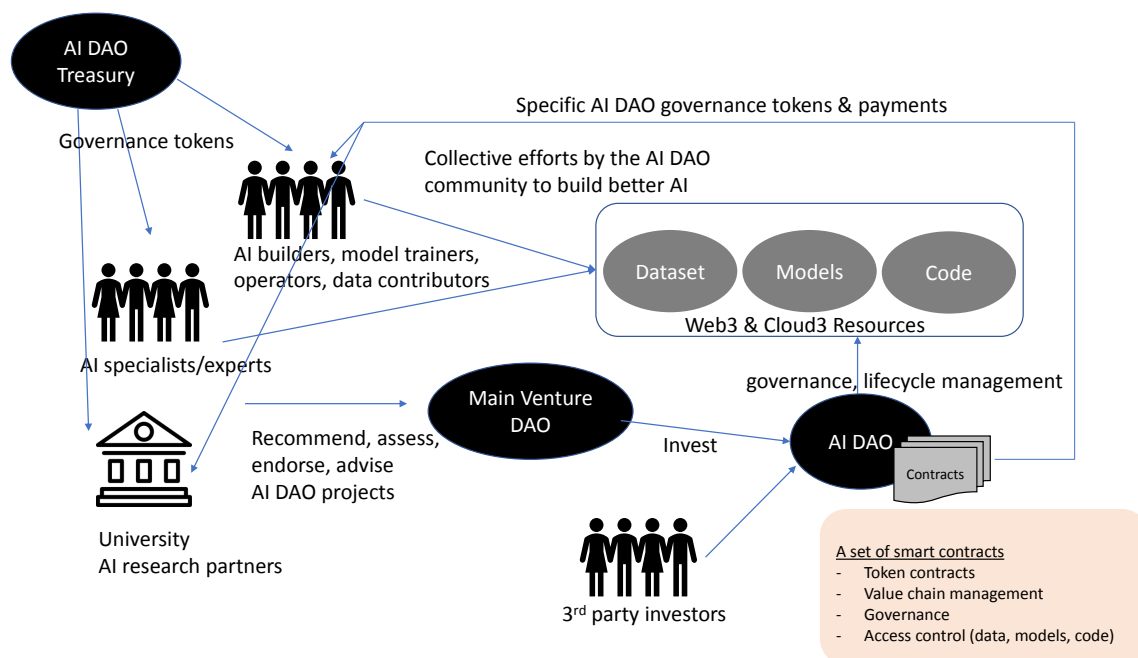 AI DAO
Treasury
Specific AI DAO governance tokens & payments
Governance tokens
Collective efforts by the AI DAO
community to build better AI
AI builders, model trainers,
operators, data contributors
Dataset
Models
Code
Web3 & Cloud3 Resources
AI specialists/experts
governance, lifecycle management
Main Venture
DAO
Recommend, assess,
endorse, advise
AI DAO projects
Invest
AI DAO
Contracts
University
AI research partners
3rd party investors
A set of smart contracts
- Token contracts
- Value chain management
- Governance
- Access control (data, models, code)